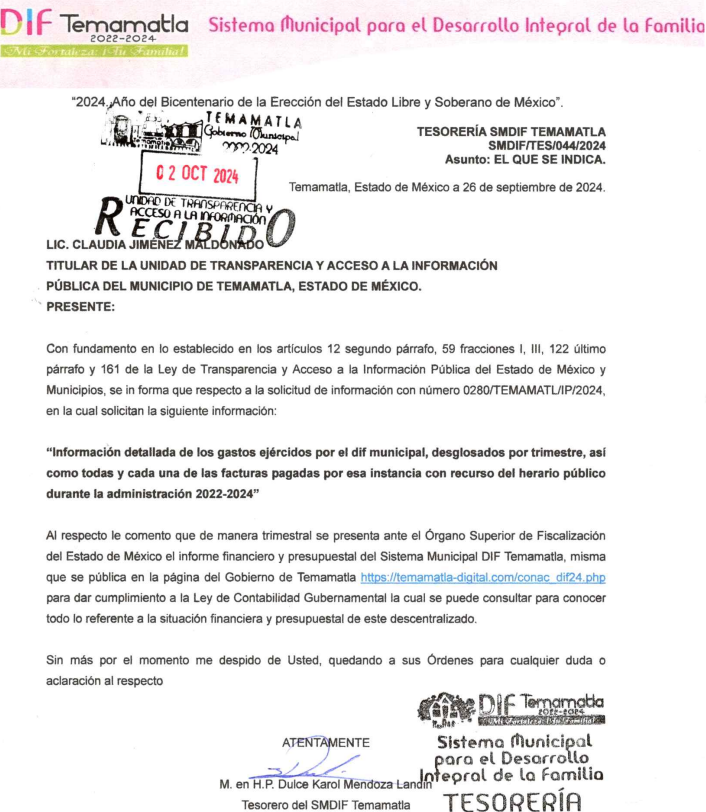 DIF Temamatla
2022-2024
Mi Fortaleza: ¡Tu Familia!
Sistema Municipal para el Desarrollo Integral de la Familia
“2024. Año del Bicentenario de la Erección del Estado Libre y Soberano de México”.
TEMAMATLA
Gobierno Municipal
2022-2024
02 OCT 2024
UNIDAD DE TRANSPARENCIA Y
ACCESO A LA INFORMACIÓN
RECIBIDO
TESORERÍA SMDIF TEMAMATLA
SMDIF/TES/044/2024
Asunto: EL QUE SE INDICA.
Temamatla, Estado de México a 26 de septiembre de 2024.
LIC. CLAUDIA JIMÉNEZ MALDONADO
TITULAR DE LA UNIDAD DE TRANSPARENCIA Y ACCESO A LA INFORMACIÓN
PÚBLICA DEL MUNICIPIO DE TEMAMATLA, ESTADO DE MÉXICO.
PRESENTE:
Con fundamento en lo establecido en los artículos 12 segundo párrafo, 59 fracciones I, III, 122 último
párrafo y 161 de la Ley de Transparencia y Acceso a la Información Pública del Estado de México y
Municipios, se in forma que respecto a la solicitud de información con número 0280/TEMAMATL/IP/2024,
en la cual solicitan la siguiente información:
“Información detallada de los gastos ejércidos por el dif municipal, desglosados por trimestre, así
como todas y cada una de las facturas pagadas por esa instancia con recurso del herario público
durante la administración 2022-2024”
Al respecto le comento que de manera trimestral se presenta ante el Órgano Superior de Fiscalización
del Estado de México el informe financiero y presupuestal del Sistema Municipal DIF Temamatla, misma
que se pública en la página del Gobierno de Temamatla https://temamatla-digital.com/conac_dif24.php
para dar cumplimiento a la Ley de Contabilidad Gubernamental la cual se puede consultar para conocer
todo lo referente a la situación financiera y presupuestal de este descentralizado.
Sin más por el momento me despido de Usted, quedando a sus Órdenes para cualquier duda o
aclaración al respecto
ATENTAMENTE
M. en H.P. Dulce Karol Mendoza Landin
Tesorero del SMDIF Temamatla
DIF Temamatla
2022-2024
Sistema Municipal
para el Desarrollo
Integral de la Familia
TESORERÍA